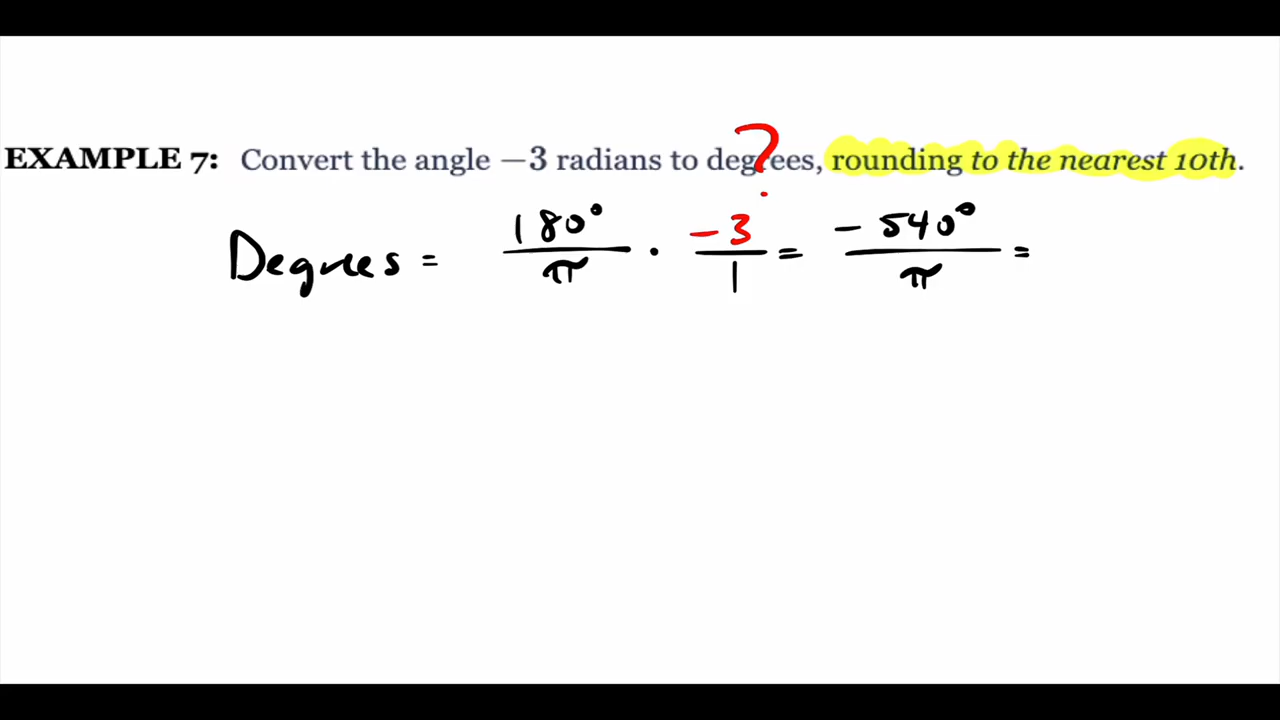 EXAMPLE 7: Convert the angle −3 radians to degrees, rounding to the nearest 10th.
?
Degrees = 180°/π · −3/1 = −540°/π =